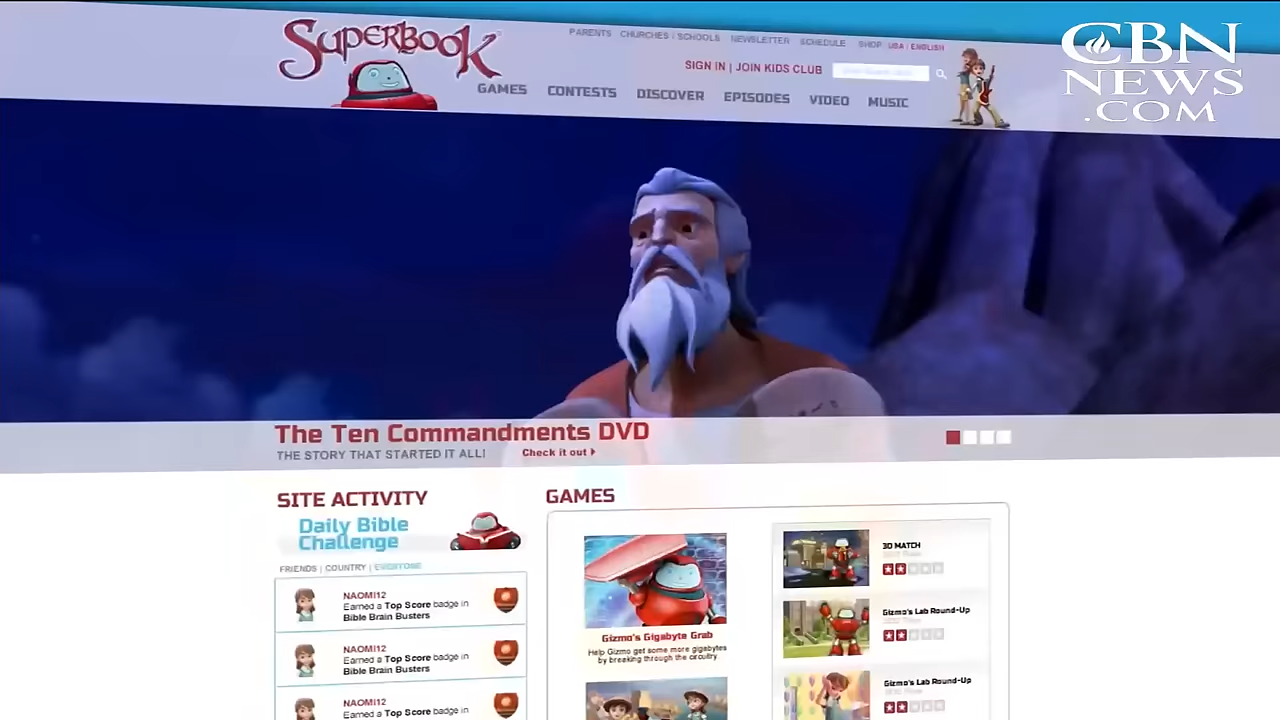 SUPERBOOK
PARENTS CHURCHES | SCHOOLS NEWSLETTER SCHEDULE SHOP USA | ENGLISH
SIGN IN | JOIN KIDS CLUB
GAMES CONTESTS DISCOVER EPISODES VIDEO MUSIC
CBN
NEWS
.COM
The Ten Commandments DVD
THE STORY THAT STARTED IT ALL!
Check it out
SITE ACTIVITY
Daily Bible
Challenge
FRIENDS | COUNTRY | EVERYONE
NAOMI12
Earned a Top Score badge in
Bible Brain Busters
NAOMI12
Earned a Top Score badge in
Bible Brain Busters
NAOMI12
Earned a Top Score badge in
GAMES
Gizmo's Gigabyte Grab
Help Gizmo get some more gigabytes
by breaking through the circuitry.
3D MATCH
Gizmo's Lab Round-Up
Gizmo's Lab Round-Up